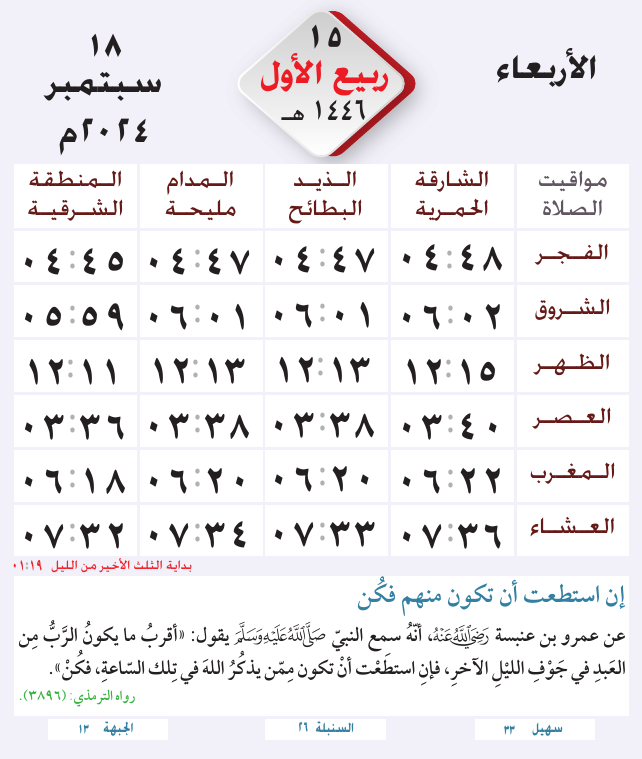 الأربعاء
١٥
ربيع الأول
١٤٤٦ هـ
١٨
سبتمبر
٢٠٢٤م
مواقيت الصلاة | الشارقة الحمرية | الذيد البطائح | المدام مليحة | المنطقة الشرقية
الفجر ٠٤:٤٨ ٠٤:٤٧ ٠٤:٤٧ ٠٤:٤٥
الشروق ٠٦:٠٢ ٠٦:٠١ ٠٦:٠١ ٠٥:٥٩
الظهر ١٢:١٥ ١٢:١٣ ١٢:١٣ ١٢:١١
العصر ٠٣:٤٠ ٠٣:٣٨ ٠٣:٣٨ ٠٣:٣٦
المغرب ٠٦:٢٢ ٠٦:٢٠ ٠٦:٢٠ ٠٦:١٨
العشاء ٠٧:٣٦ ٠٧:٣٣ ٠٧:٣٤ ٠٧:٣٢
بداية الثلث الأخير من الليل ٠١:١٩
إن استطعت أن تكون منهم فكُن
عن عمرو بن عنبسة رَضِيَ اللَّهُ عَنْهُ، أنّهُ سمع النبيّ صَلَّى اللَّهُ عَلَيْهِ وَسَلَّمَ يقول: «أقربُ ما يكونُ الرَّبُّ مِن
العَبدِ في جَوْفِ الليْلِ الآخرِ، فإنِ استطَعْت أنْ تكون مِمّن يذكُرُ اللهَ في تِلك السّاعةِ، فكُنْ».
رواه الترمذي: (٣٨٩٦).
سهيل ٣٣
السنبلة ٢٦
الجبهة ١٣